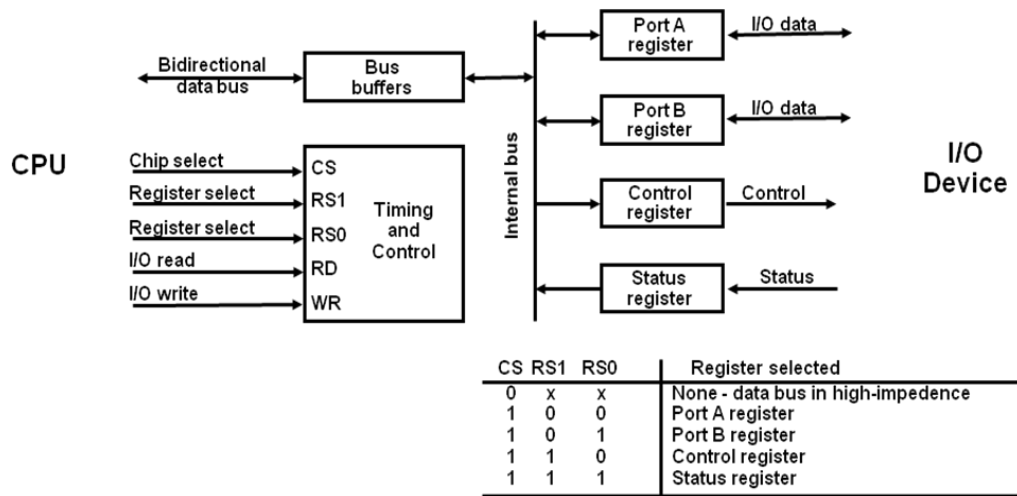 CPU
Bidirectional
data bus
Bus
buffers
Chip select
Register select
Register select
I/O read
I/O write
CS
RS1
RS0
RD
WR
Timing
and
Control
Internal bus
Port A
register
I/O data
Port B
register
I/O data
Control
register
Control
Status
register
Status
I/O
Device
CS RS1 RS0 Register selected
0 x x None - data bus in high-impedence
1 0 0 Port A register
1 0 1 Port B register
1 1 0 Control register
1 1 1 Status register